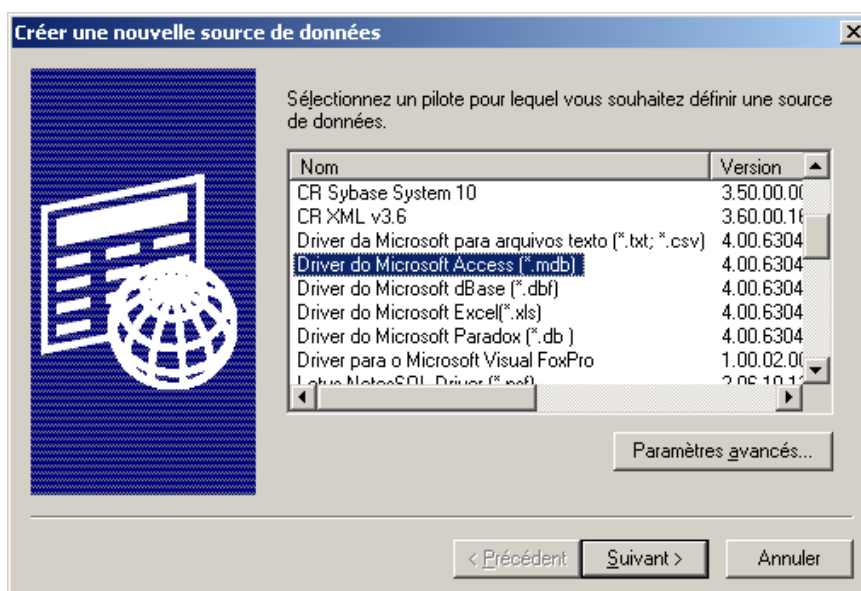 Créer une nouvelle source de données
Sélectionnez un pilote pour lequel vous souhaitez définir une source
de données.
Nom Version
CR Sybase System 10 3.50.00.00
CR XML v3.6 3.60.00.16
Driver da Microsoft para arquivos texto (*.txt; *.csv) 4.00.6304
Driver do Microsoft Access (*.mdb) 4.00.6304
Driver do Microsoft dBase (*.dbf) 4.00.6304
Driver do Microsoft Excel(*.xls) 4.00.6304
Driver do Microsoft Paradox (*.db ) 4.00.6304
Driver para o Microsoft Visual FoxPro 1.00.02.00
Lotus NotesSQL Driver (*.nsf)
Paramètres avancés...
< Précédent Suivant > Annuler